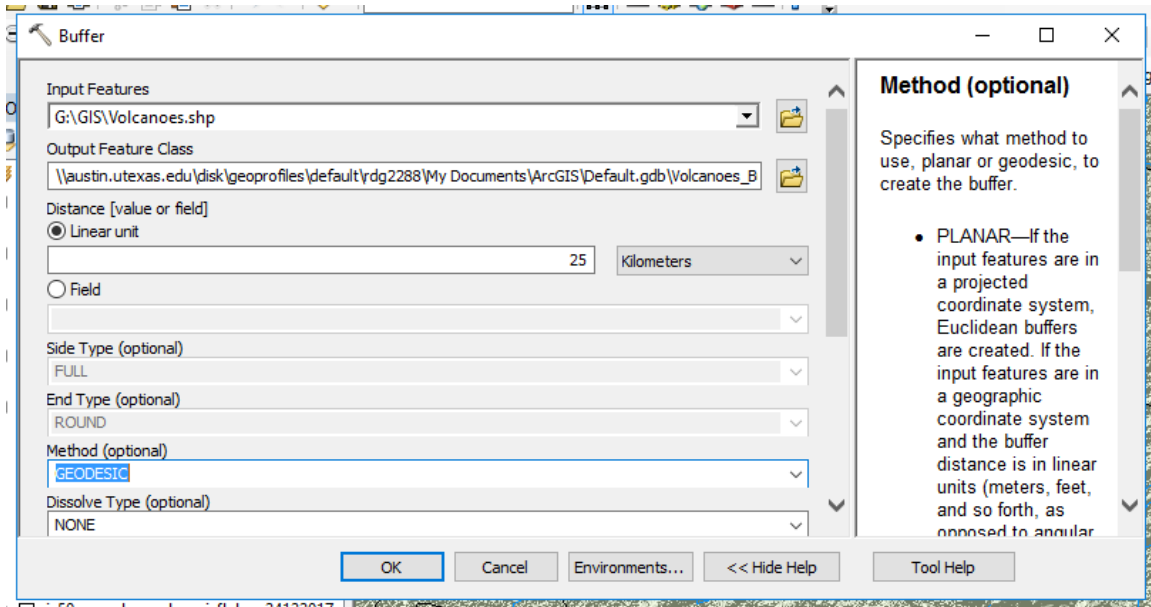 Buffer
Input Features
G:\GIS\Volcanoes.shp
Output Feature Class
\\austin.utexas.edu\disk\geoprofiles\default\rdg2288\My Documents\ArcGIS\Default.gdb\Volcanoes_B
Distance [value or field]
Linear unit
25 Kilometers
Field
Side Type (optional)
FULL
End Type (optional)
ROUND
Method (optional)
GEODESIC
Dissolve Type (optional)
NONE
OK Cancel Environments... << Hide Help Tool Help
Method (optional)
Specifies what method to
use, planar or geodesic, to
create the buffer.
• PLANAR—If the
input features are in
a projected
coordinate system,
Euclidean buffers
are created. If the
input features are in
a geographic
coordinate system
and the buffer
distance is in linear
units (meters, feet,
and so forth, as
opposed to angular